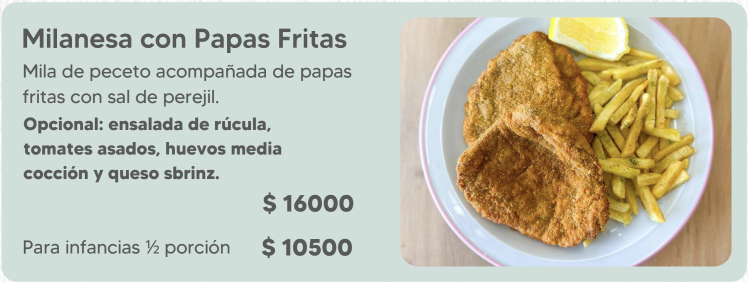 Milanesa con Papas Fritas
Mila de peceto acompañada de papas
fritas con sal de perejil.
Opcional: ensalada de rúcula,
tomates asados, huevos media
cocción y queso sbrinz.
$ 16000
Para infancias ½ porción $ 10500